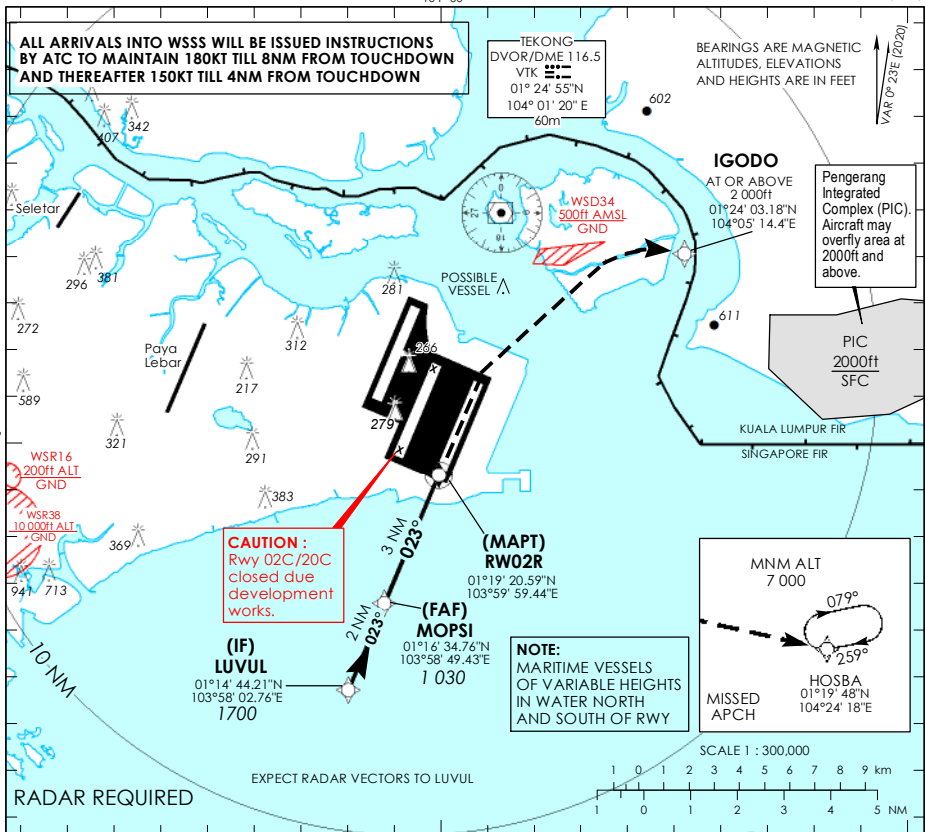 ALL ARRIVALS INTO WSSS WILL BE ISSUED INSTRUCTIONS
BY ATC TO MAINTAIN 180KT TILL 8NM FROM TOUCHDOWN
AND THEREAFTER 150KT TILL 4NM FROM TOUCHDOWN
TEKONG
DVOR/DME 116.5
VTK
01° 24' 55"N
104° 01' 20" E
60m
BEARINGS ARE MAGNETIC
ALTITUDES, ELEVATIONS
AND HEIGHTS ARE IN FEET
VAR 0° 23'E (2020)
602
407
342
IGODO
AT OR ABOVE
2 000ft
01°24' 03.18"N
104°05' 14.4"E
Pengerang
Integrated
Complex (PIC).
Aircraft may
overfly area at
2000ft and
above.
Seletar
0
9
18
27
WSD34
500ft AMSL
GND
296
381
281
POSSIBLE
VESSEL
272
312
266
611
Paya
Lebar
217
PIC
2000ft
SFC
589
279
321
291
KUALA LUMPUR FIR
SINGAPORE FIR
WSR16
200ft ALT
GND
WSR38
10 000ft ALT
GND
383
369
941
713
CAUTION :
Rwy 02C/20C
closed due
development
works.
3 NM
023°
(MAPT)
RW02R
01°19' 20.59"N
103°59' 59.44"E
2 NM
023°
(FAF)
MOPSI
01°16' 34.76"N
103°58' 49.43"E
1 030
(IF)
LUVUL
01°14' 44.21"N
103°58' 02.76"E
1700
NOTE:
MARITIME VESSELS
OF VARIABLE HEIGHTS
IN WATER NORTH
AND SOUTH OF RWY
MNM ALT
7 000
079°
259°
HOSBA
01°19' 48"N
104°24' 18"E
MISSED
APCH
10 NM
SCALE 1 : 300,000
1 0 1 2 3 4 5 6 7 8 9 km
1 0 1 2 3 4 5 NM
EXPECT RADAR VECTORS TO LUVUL
RADAR REQUIRED